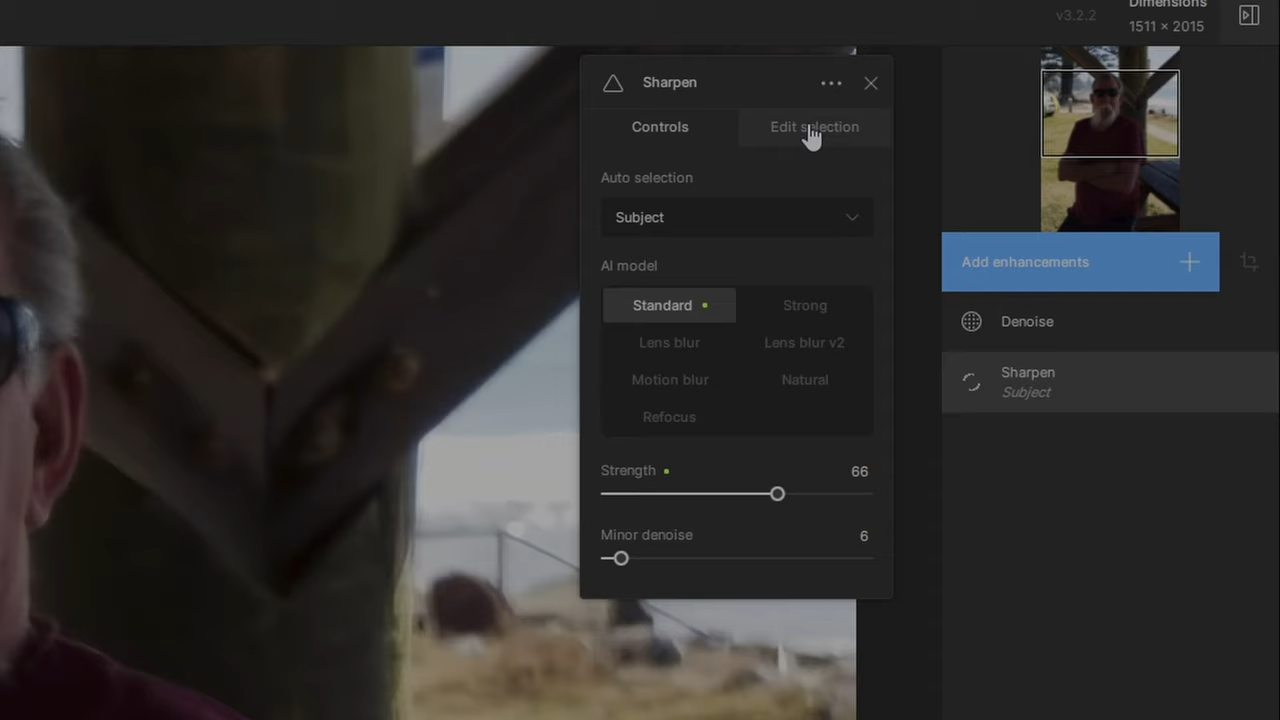 Dimensions
v3.2.2
1511 × 2015
Sharpen
Controls
Edit selection
Auto selection
Subject
AI model
Standard
Strong
Lens blur
Lens blur v2
Motion blur
Natural
Refocus
Strength
66
Minor denoise
6
Add enhancements
Denoise
Sharpen
Subject